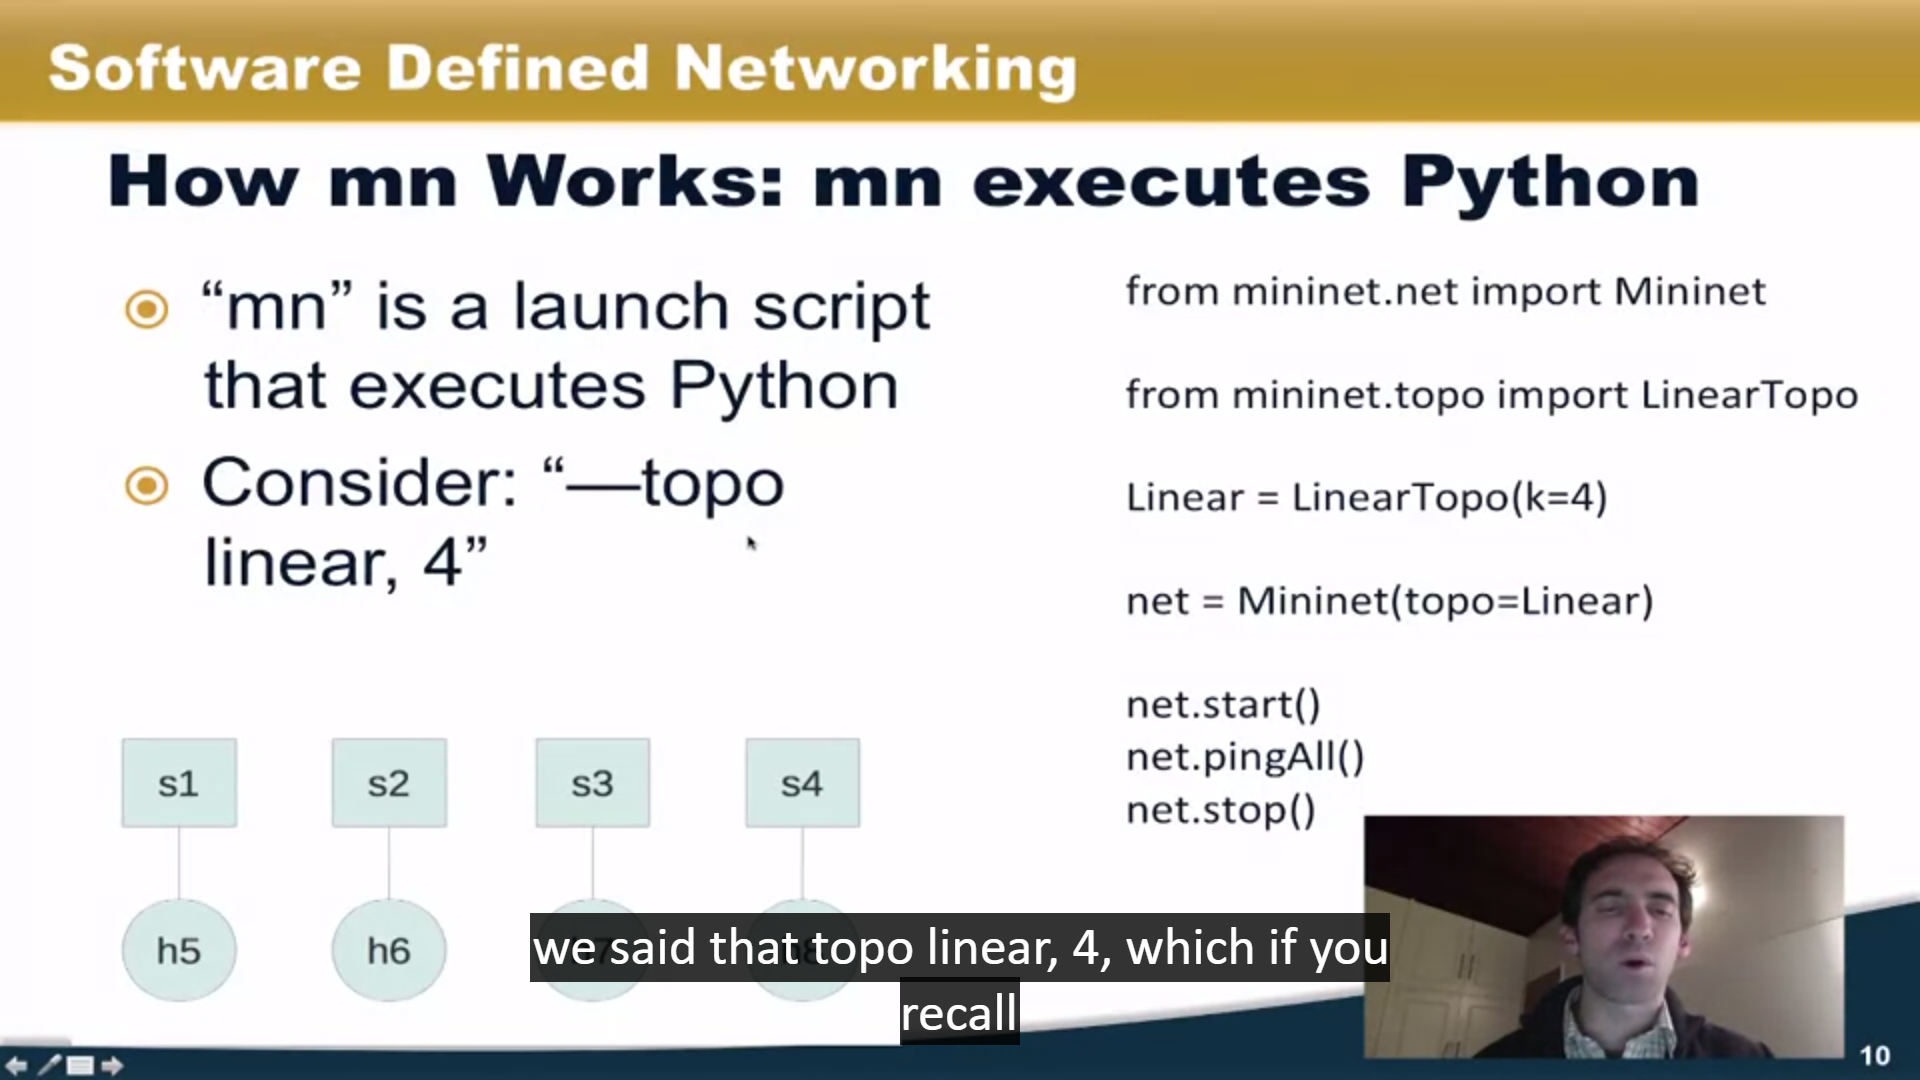 Software Defined Networking
How mn Works: mn executes Python
“mn” is a launch script
that executes Python
Consider: “—topo
linear, 4”
from mininet.net import Mininet
from mininet.topo import LinearTopo
Linear = LinearTopo(k=4)
net = Mininet(topo=Linear)
net.start()
net.pingAll()
net.stop()
s1
s2
s3
s4
h5
h6
we said that topo linear, 4, which if you
recall
10